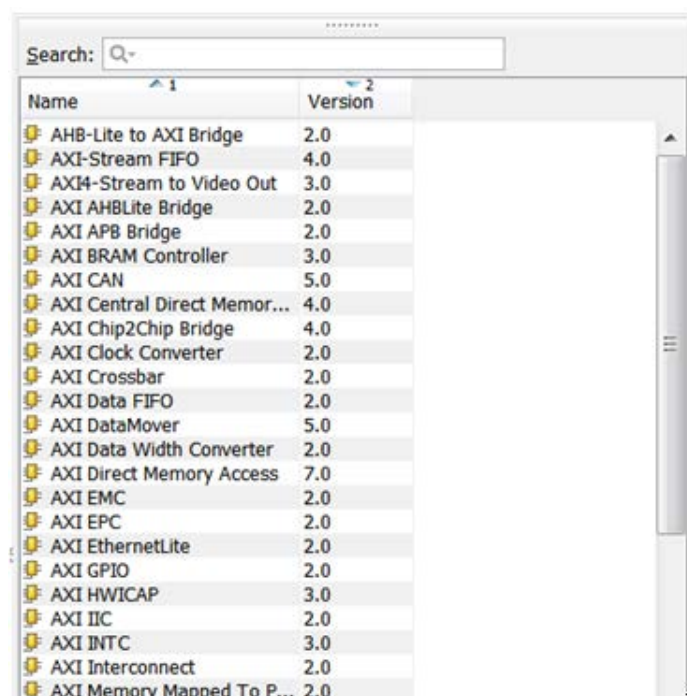 Search:
Name 1 Version 2
AHB-Lite to AXI Bridge 2.0
AXI-Stream FIFO 4.0
AXI4-Stream to Video Out 3.0
AXI AHBLite Bridge 2.0
AXI APB Bridge 2.0
AXI BRAM Controller 3.0
AXI CAN 5.0
AXI Central Direct Memor... 4.0
AXI Chip2Chip Bridge 4.0
AXI Clock Converter 2.0
AXI Crossbar 2.0
AXI Data FIFO 2.0
AXI DataMover 5.0
AXI Data Width Converter 2.0
AXI Direct Memory Access 7.0
AXI EMC 2.0
AXI EPC 2.0
AXI EthernetLite 2.0
AXI GPIO 2.0
AXI HWICAP 3.0
AXI IIC 2.0
AXI INTC 3.0
AXI Interconnect 2.0
AXI Memory Mapped To P... 2.0